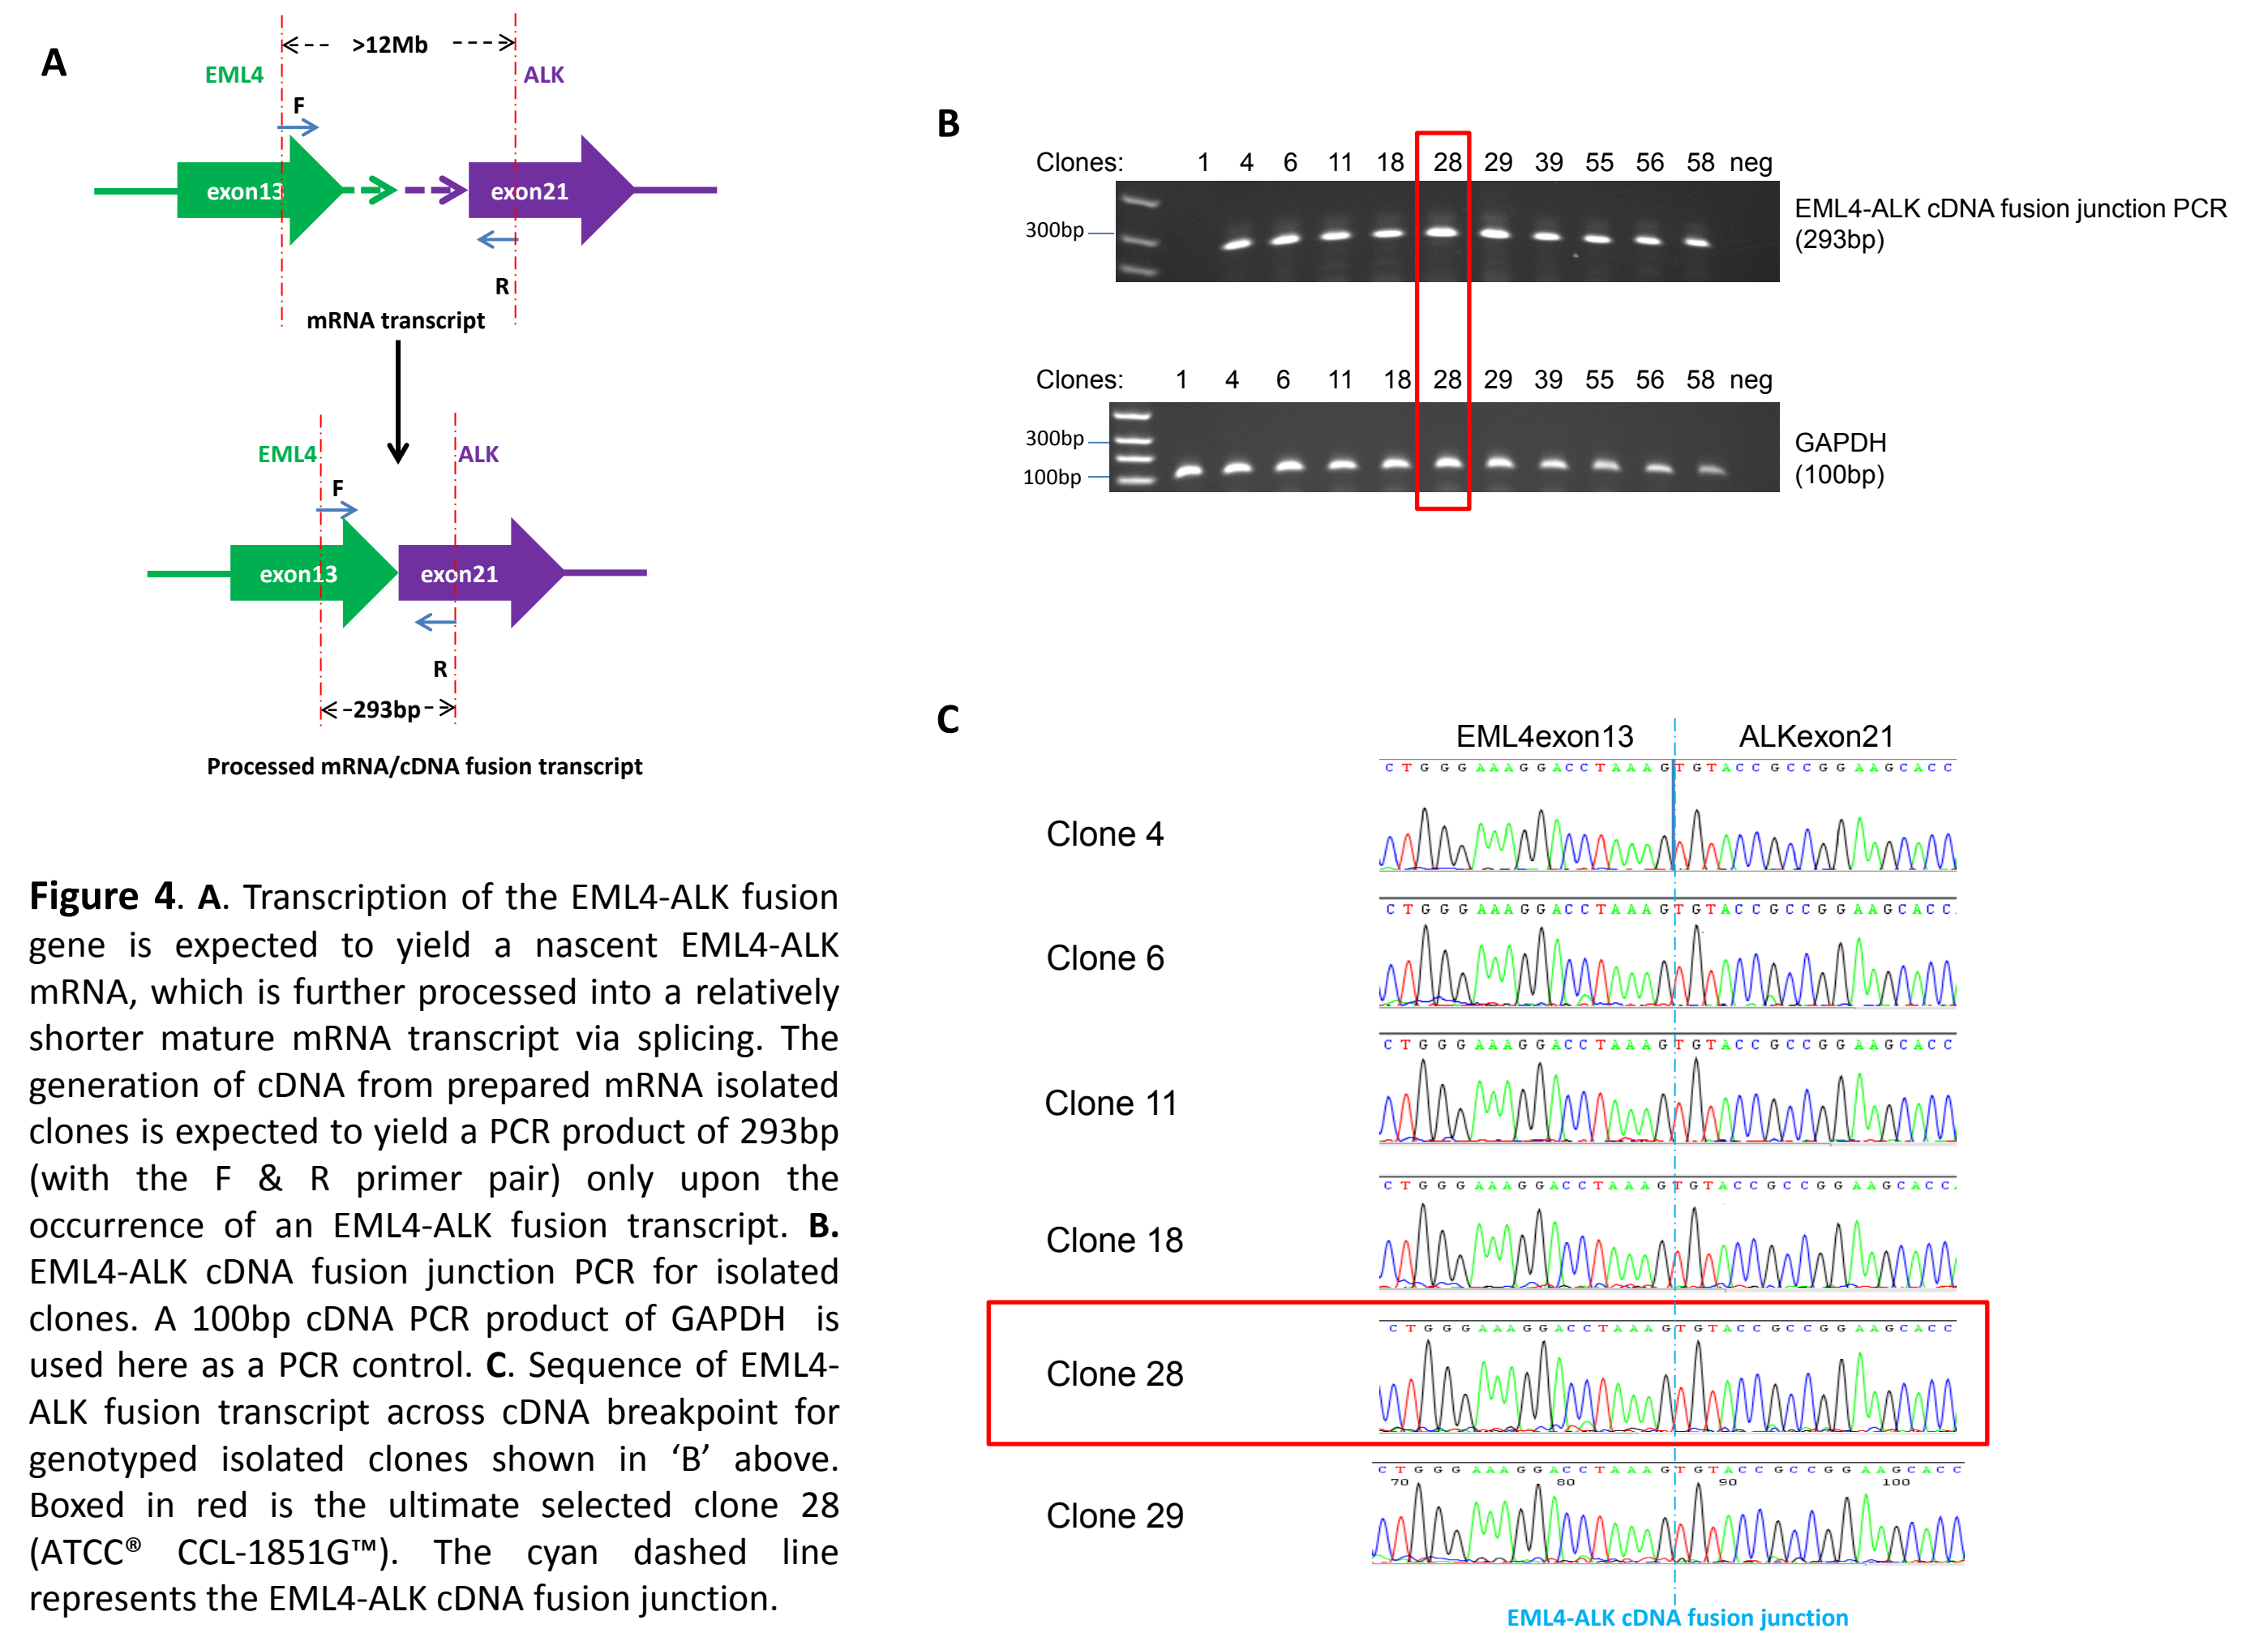 A
>12Mb
EML4
ALK
F
exon13
exon21
R
mRNA transcript
EML4
ALK
F
exon13
exon21
R
293bp
Processed mRNA/cDNA fusion transcript
Figure 4. A. Transcription of the EML4-ALK fusion
gene is expected to yield a nascent EML4-ALK
mRNA, which is further processed into a relatively
shorter mature mRNA transcript via splicing. The
generation of cDNA from prepared mRNA isolated
clones is expected to yield a PCR product of 293bp
(with the F & R primer pair) only upon the
occurrence of an EML4-ALK fusion transcript. B.
EML4-ALK cDNA fusion junction PCR for isolated
clones. A 100bp cDNA PCR product of GAPDH is
used here as a PCR control. C. Sequence of EML4-
ALK fusion transcript across cDNA breakpoint for
genotyped isolated clones shown in ‘B’ above.
Boxed in red is the ultimate selected clone 28
(ATCC® CCL-1851G™). The cyan dashed line
represents the EML4-ALK cDNA fusion junction.
B
Clones: 1 4 6 11 18 28 29 39 55 56 58 neg
300bp
EML4-ALK cDNA fusion junction PCR
(293bp)
Clones: 1 4 6 11 18 28 29 39 55 56 58 neg
300bp
100bp
GAPDH
(100bp)
C
EML4exon13 ALKexon21
C T G G G A A A G G A C C T A A A G T G T A C C G C C G G A A G C A C C
Clone 4
C T G G G A A A G G A C C T A A A G T G T A C C G C C G G A A G C A C C
Clone 6
C T G G G A A A G G A C C T A A A G T G T A C C G C C G G A A G C A C C
Clone 11
C T G G G A A A G G A C C T A A A G T G T A C C G C C G G A A G C A C C
Clone 18
C T G G G A A A G G A C C T A A A G T G T A C C G C C G G A A G C A C C
Clone 28
C T G G G A A A G G A C C T A A A G T G T A C C G C C G G A A G C A C C
70 80 90 100
Clone 29
EML4-ALK cDNA fusion junction